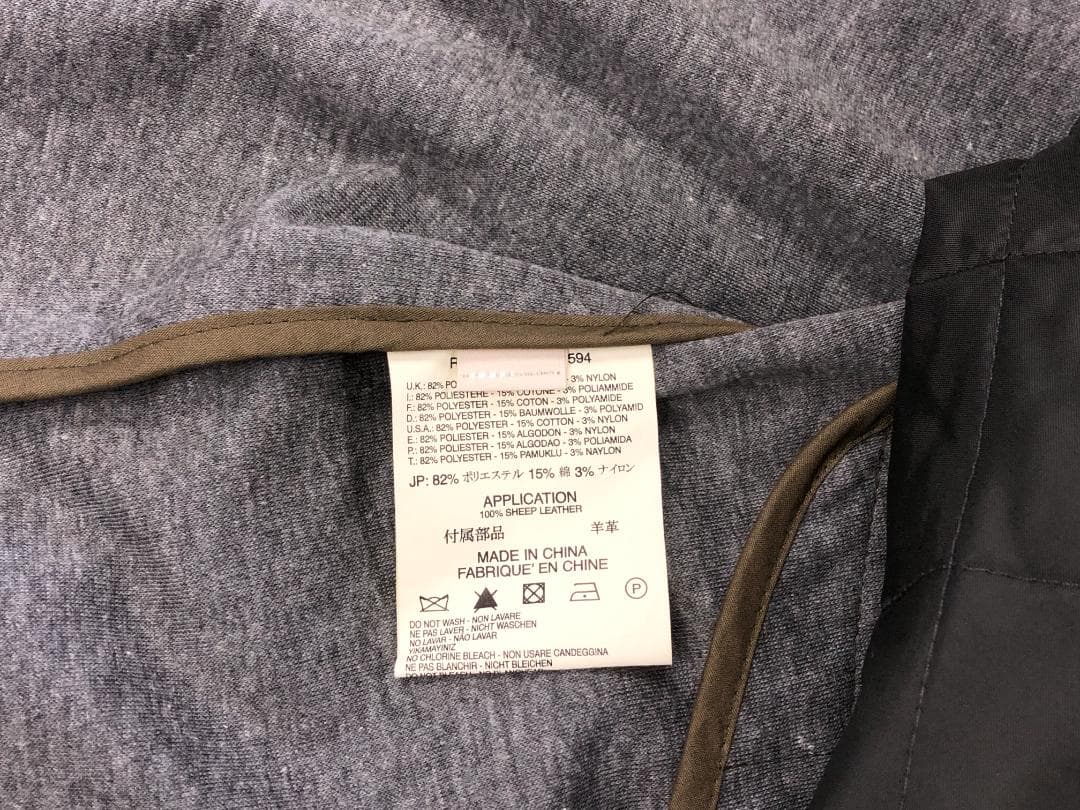 594
U.K.: 82% PO - 3% NYLON
I.: 82% POLIESTERE - 15% COTONE - 3% POLIAMMIDE
F.: 82% POLYESTER - 15% COTON - 3% POLYAMIDE
D.: 82% POLYESTER - 15% BAUMWOLLE - 3% POLYAMID
U.S.A.: 82% POLYESTER - 15% COTTON - 3% NYLON
E.: 82% POLIESTER - 15% ALGODON - 3% NYLON
P.: 82% POLIESTER - 15% ALGODAO - 3% POLIAMIDA
T.: 82% POLYESTER - 15% PAMUKLU - 3% NAYLON
JP: 82% ポリエステル 15% 綿 3% ナイロン
APPLICATION
100% SHEEP LEATHER
付属部品 羊革
MADE IN CHINA
FABRIQUE' EN CHINE
P
DO NOT WASH - NON LAVARE
NE PAS LAVER - NICHT WASCHEN
NO LAVAR - NÃO LAVAR
YIKAMAYINIZ
NO CHLORINE BLEACH - NON USARE CANDEGGINA
NE PAS BLANCHIR - NICHT BLEICHEN